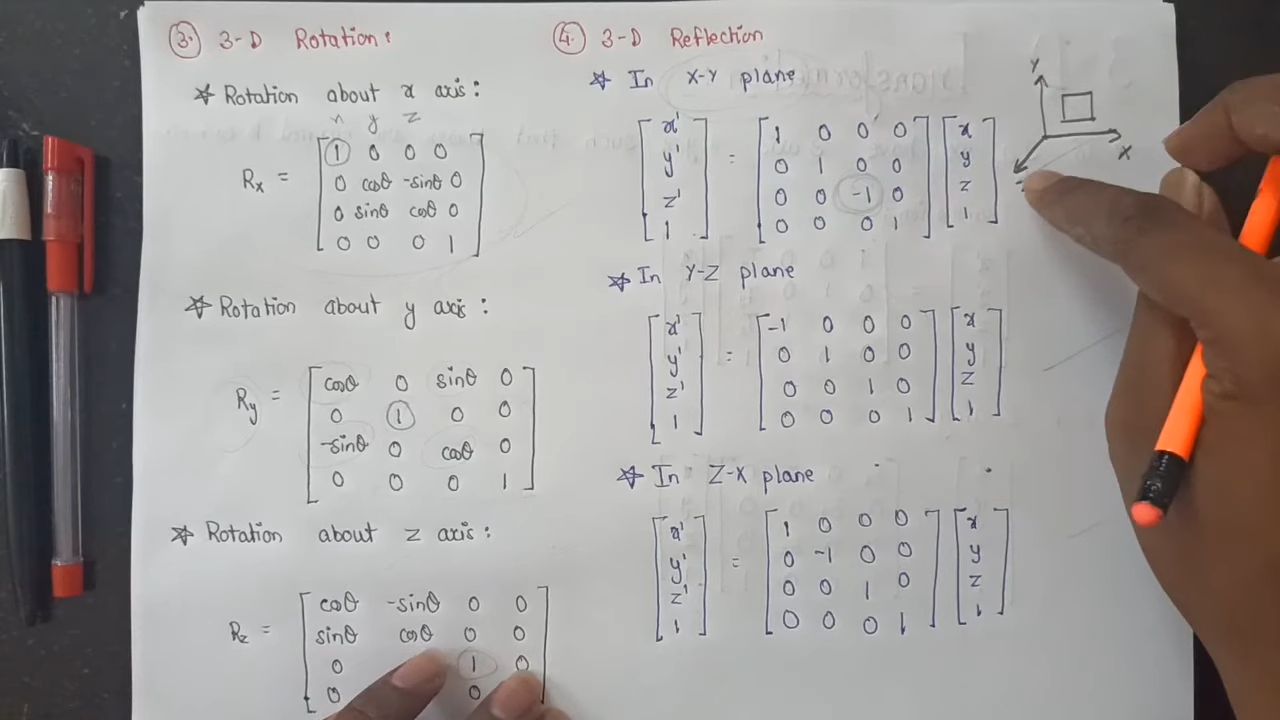 3. 3-D Rotation:
☆ Rotation about x axis:
x y z
Rx = [1 0 0 0
0 cosθ -sinθ 0
0 sinθ cosθ 0
0 0 0 1]
☆ Rotation about y axis:
Ry = [cosθ 0 sinθ 0
0 1 0 0
-sinθ 0 cosθ 0
0 0 0 1]
☆ Rotation about z axis:
Rz = [cosθ -sinθ 0 0
sinθ cosθ 0 0
0 1 0
0 0]
4. 3-D Reflection
☆ In X-Y plane
[x' y' z' 1] = [1 0 0 0
0 1 0 0
0 0 -1 0
0 0 0 1] [x y z 1]
Y
X
☆ In Y-Z plane
[x' y' z' 1] = [-1 0 0 0
0 1 0 0
0 0 1 0
0 0 0 1] [x y z 1]
☆ In Z-X plane
[x' y' z' 1] = [1 0 0 0
0 -1 0 0
0 0 1 0
0 0 0 1] [x y z 1]